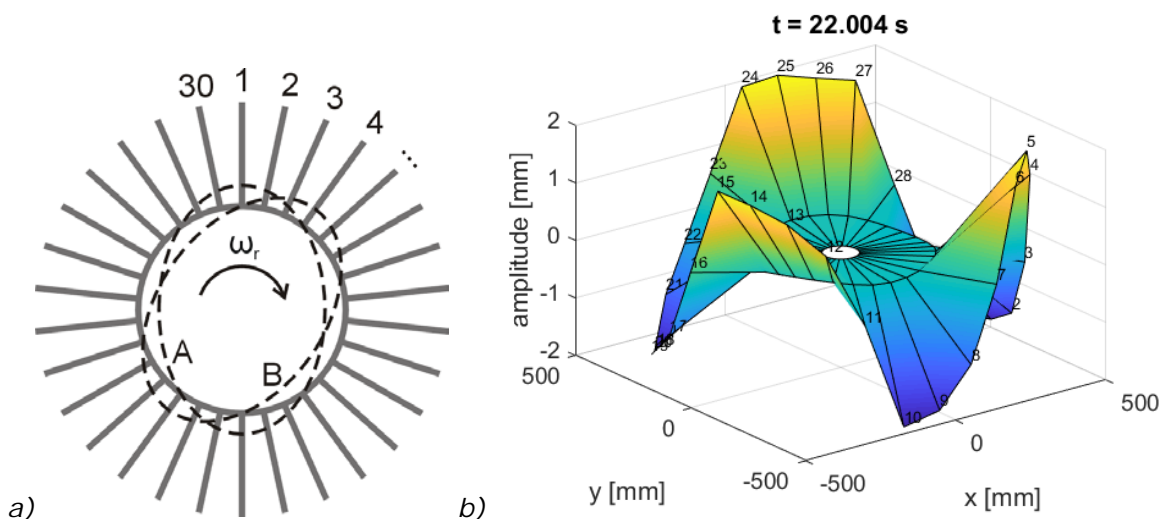 30 1 2 3 4 ...
ω_r
A
B
a)
t = 22.004 s
amplitude [mm]
2
1
0
-1
-2
500
0
-500
y [mm]
-500
0
500
x [mm]
24 25 26 27
5
4
6
23
15 14 13 12
28
22 16
21 17
3
7
2
11
8
9
10
b)